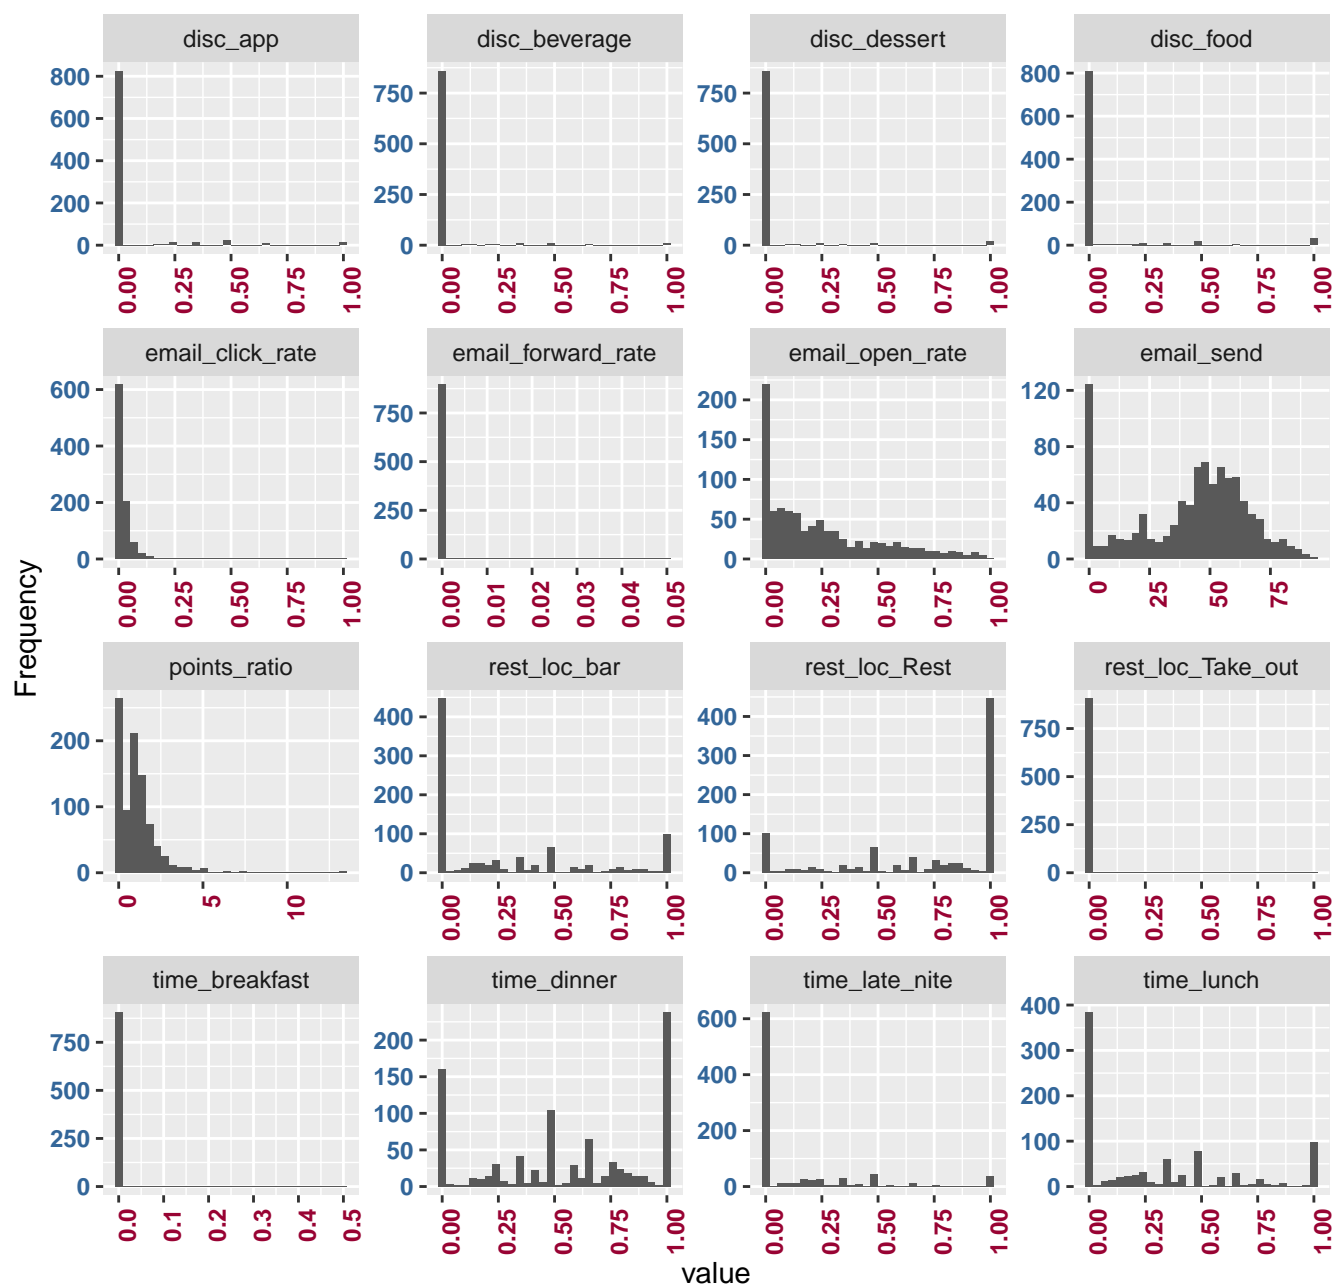 disc_app disc_beverage disc_dessert disc_food
800 600 400 200 0
750 500 250 0
750 500 250 0
800 600 400 200 0
0.00 0.25 0.50 0.75 1.00
0.00 0.25 0.50 0.75 1.00
0.00 0.25 0.50 0.75 1.00
0.00 0.25 0.50 0.75 1.00
email_click_rate email_forward_rate email_open_rate email_send
600 400 200 0
750 500 250 0
200 150 100 50 0
120 80 40 0
0.00 0.25 0.50 0.75 1.00
0.00 0.01 0.02 0.03 0.04 0.05
0.00 0.25 0.50 0.75 1.00
0 25 50 75
Frequency
points_ratio rest_loc_bar rest_loc_Rest rest_loc_Take_out
200 100 0
400 300 200 100 0
400 300 200 100 0
750 500 250 0
0 5 10
0.00 0.25 0.50 0.75 1.00
0.00 0.25 0.50 0.75 1.00
0.00 0.25 0.50 0.75 1.00
time_breakfast time_dinner time_late_nite time_lunch
750 500 250 0
200 150 100 50 0
600 400 200 0
400 300 200 100 0
0.0 0.1 0.2 0.3 0.4 0.5
0.00 0.25 0.50 0.75 1.00
0.00 0.25 0.50 0.75 1.00
0.00 0.25 0.50 0.75 1.00
value